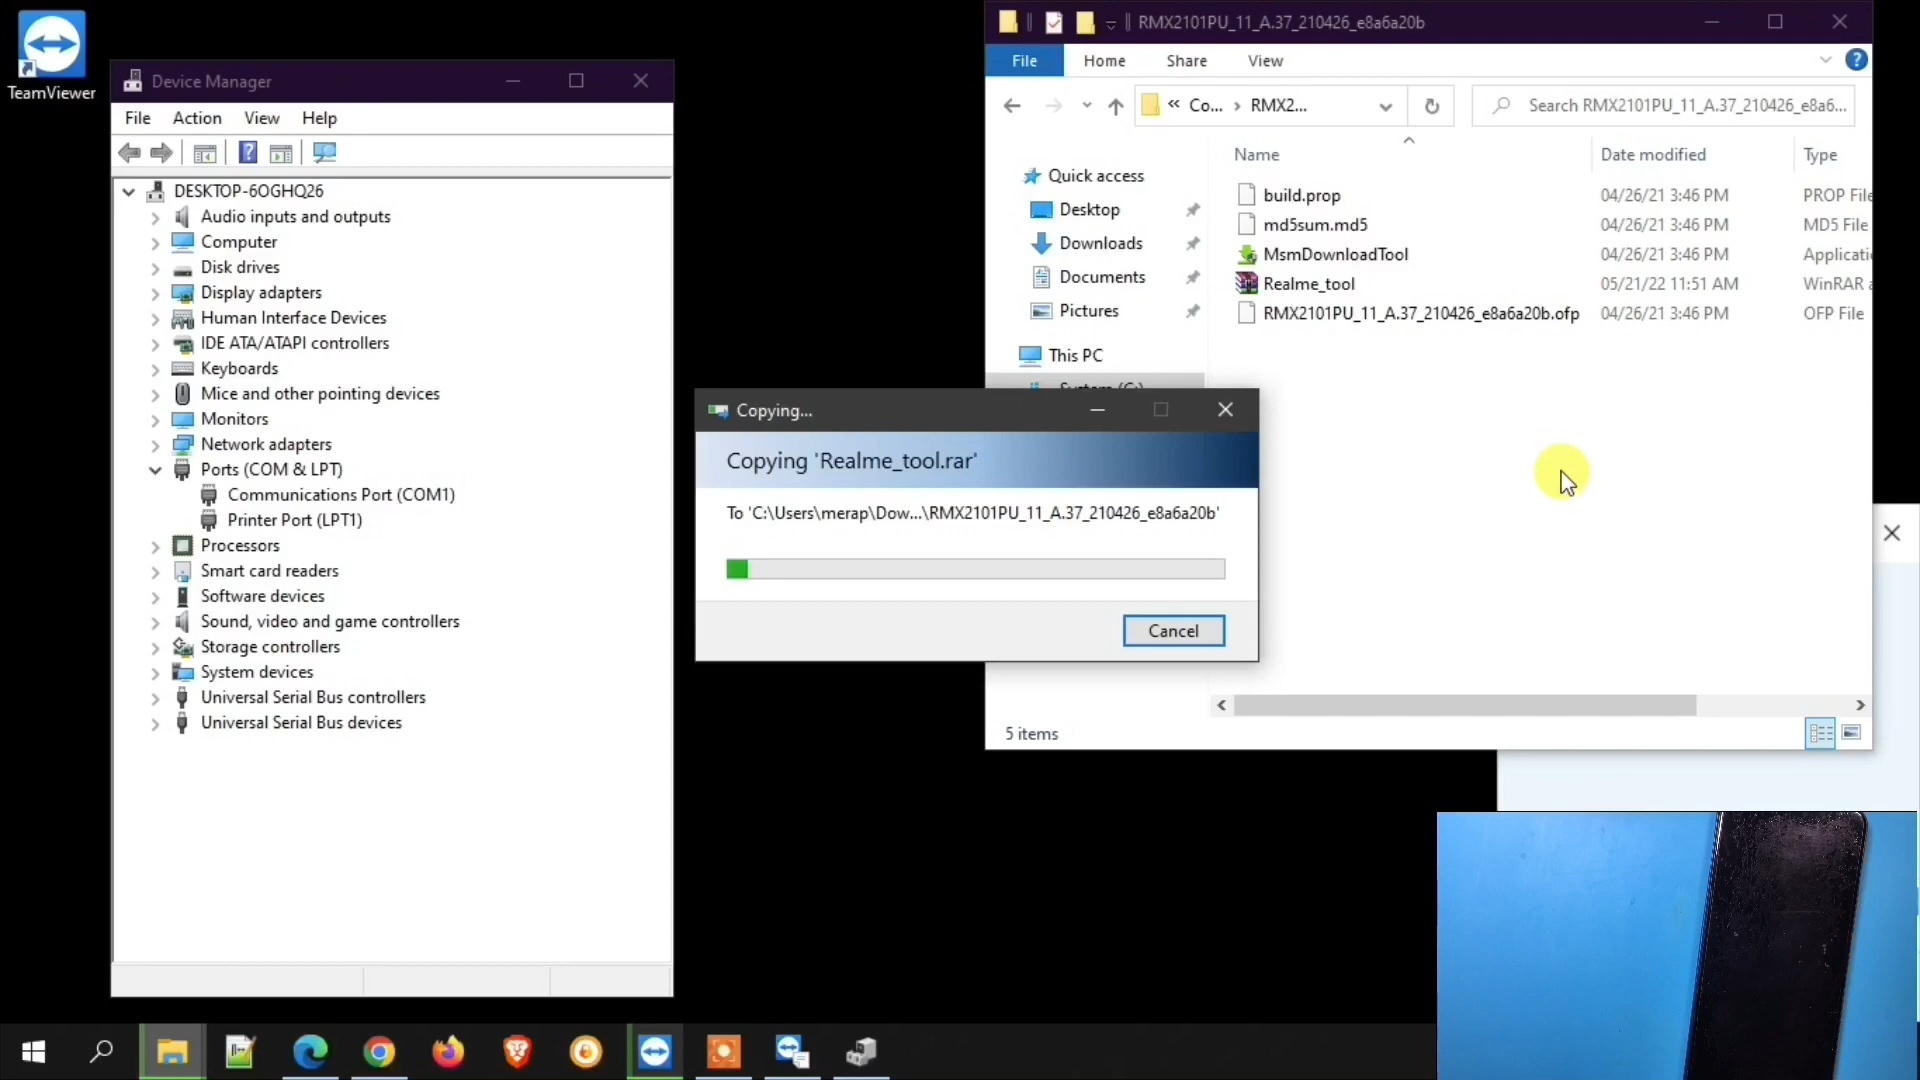 TeamViewer
Device Manager
File Action View Help
DESKTOP-6OGHQ26
Audio inputs and outputs
Computer
Disk drives
Display adapters
Human Interface Devices
IDE ATA/ATAPI controllers
Keyboards
Mice and other pointing devices
Monitors
Network adapters
Ports (COM & LPT)
Communications Port (COM1)
Printer Port (LPT1)
Processors
Smart card readers
Software devices
Sound, video and game controllers
Storage controllers
System devices
Universal Serial Bus controllers
Universal Serial Bus devices
RMX2101PU_11_A.37_210426_e8a6a20b
File Home Share View
« Co... › RMX2...
Search RMX2101PU_11_A.37_210426_e8a6...
Quick access
Desktop
Downloads
Documents
Pictures
This PC
System (C:)
Name Date modified Type
build.prop 04/26/21 3:46 PM PROP File
md5sum.md5 04/26/21 3:46 PM MD5 File
MsmDownloadTool 04/26/21 3:46 PM Applicati
Realme_tool 05/21/22 11:51 AM WinRAR a
RMX2101PU_11_A.37_210426_e8a6a20b.ofp 04/26/21 3:46 PM OFP File
5 items
Copying...
Copying 'Realme_tool.rar'
To 'C:\Users\merap\Dow...\RMX2101PU_11_A.37_210426_e8a6a20b'
Cancel